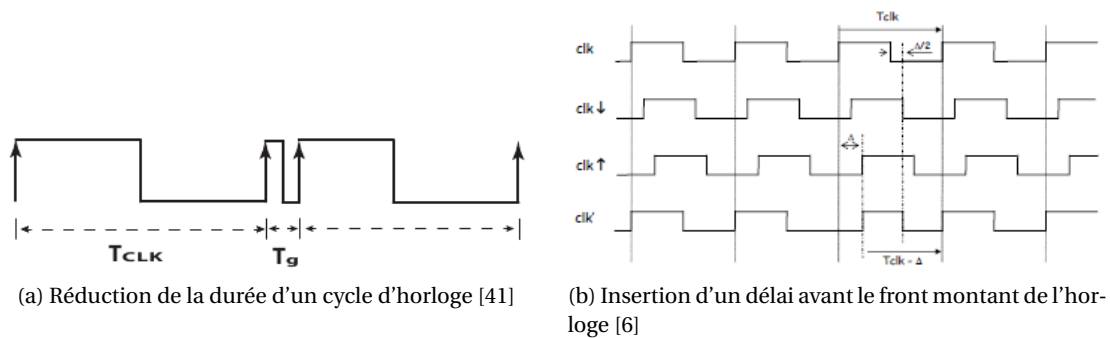 TCLK
Tg
(a) Réduction de la durée d'un cycle d'horloge [41]
Tclk
clk
Δ/2
clk ↓
Δ
clk ↑
clk'
Tclk - Δ
(b) Insertion d'un délai avant le front montant de l'hor-
loge [6]